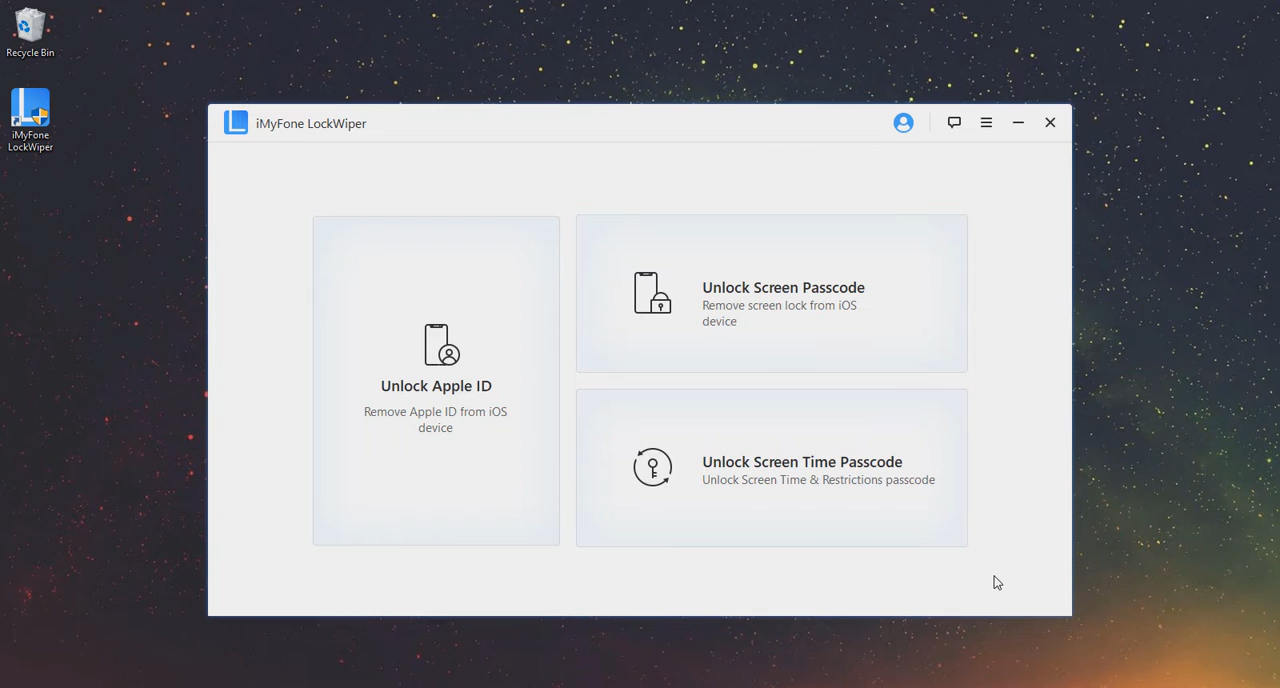 Recycle Bin
iMyFone
LockWiper
iMyFone LockWiper
Unlock Apple ID
Remove Apple ID from iOS
device
Unlock Screen Passcode
Remove screen lock from iOS
device
Unlock Screen Time Passcode
Unlock Screen Time & Restrictions passcode